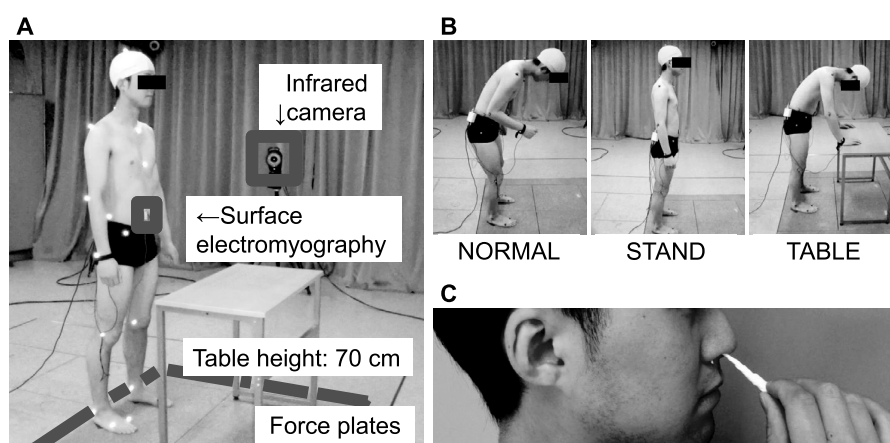 A
Infrared
↓camera
←Surface
electromyography
Table height: 70 cm
Force plates
B
NORMAL
STAND
TABLE
C